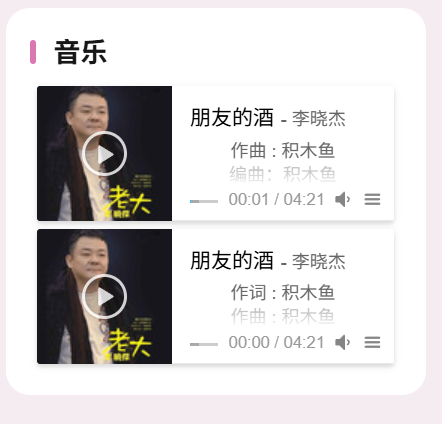 音乐
朋友的酒 - 李晓杰
作曲 : 积木鱼
编曲: 积木鱼
00:01 / 04:21
老大
朋友的酒 - 李晓杰
作词 : 积木鱼
作曲 : 积木鱼
00:00 / 04:21
老大